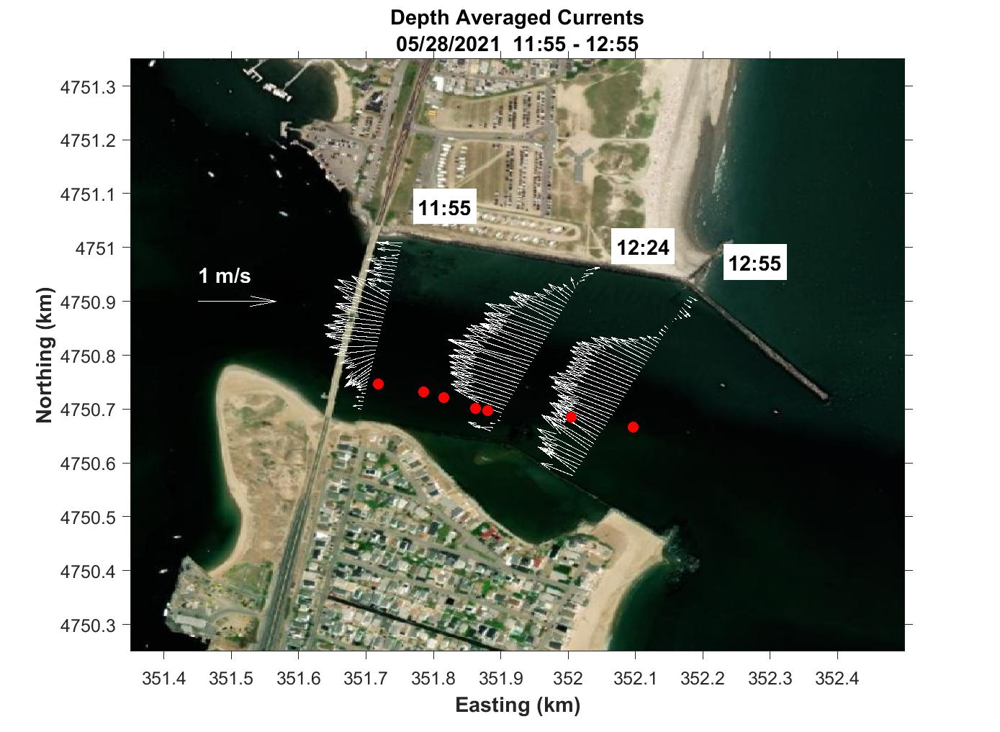 Depth Averaged Currents
05/28/2021 11:55 - 12:55
4751.3
4751.2
4751.1
4751
4750.9
4750.8
4750.7
4750.6
4750.5
4750.4
4750.3
Northing (km)
11:55
12:24
12:55
1 m/s
351.4 351.5 351.6 351.7 351.8 351.9 352 352.1 352.2 352.3 352.4
Easting (km)